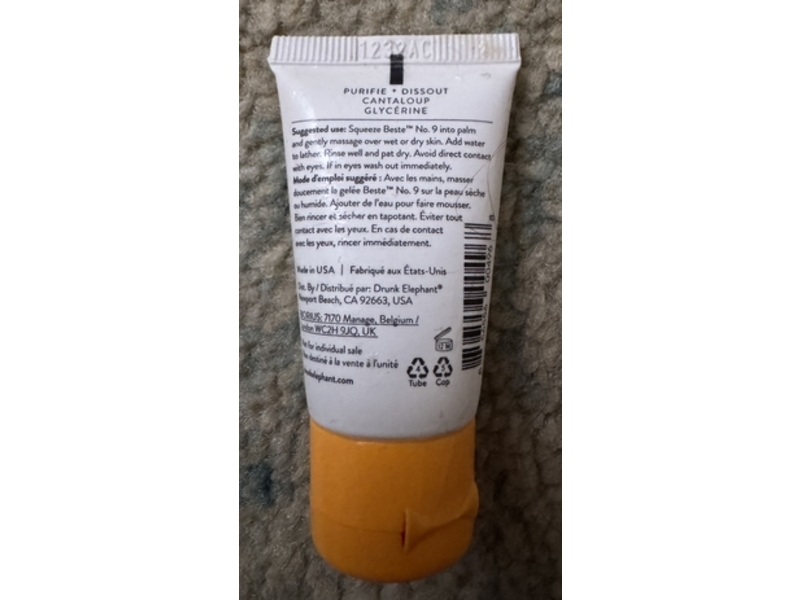 PURIFIE • DISSOUT
CANTALOUP
GLYCÉRINE
Suggested use: Squeeze Beste™ No. 9 into palm
and gently massage over wet or dry skin. Add water
to lather. Rinse well and pat dry. Avoid direct contact
with eyes. If in eyes wash out immediately.
Mode d'emploi suggéré : Avec les mains, masser
doucement la gelée Beste™ No. 9 sur la peau sèche
ou humide. Ajouter de l'eau pour faire mousser.
Bien rincer et sécher en tapotant. Éviter tout
contact avec les yeux. En cas de contact
avec les yeux, rincer immédiatement.
Made in USA | Fabriqué aux États-Unis
Dist. By / Distribué par: Drunk Elephant®
Newport Beach, CA 92663, USA
7170 Manage, Belgium /
WC2H 9JQ, UK
for individual sale
destiné à la vente à l'unité
4 5
Tube Cap